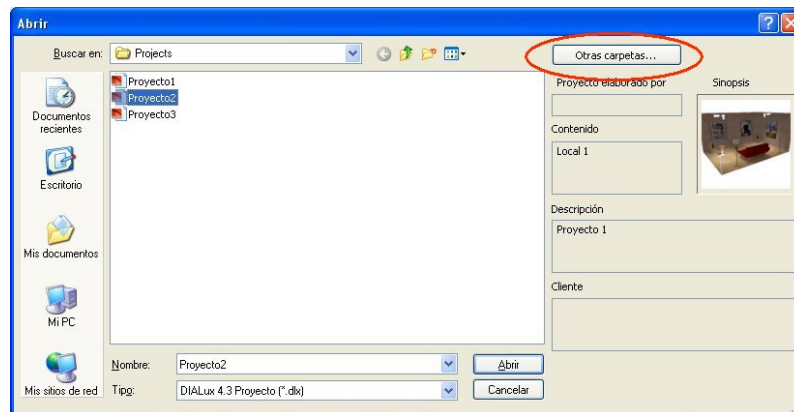 Abrir
Buscar en: Projects
Otras carpetas...
Proyecto1
Proyecto2
Proyecto3
Documentos recientes
Escritorio
Mis documentos
Mi PC
Mis sitios de red
Proyecto elaborado por
Sinopsis
Contenido
Local 1
Descripción
Proyecto 1
Cliente
Nombre: Proyecto2
Abrir
Tipo: DIALux 4.3 Proyecto (*.dlx)
Cancelar